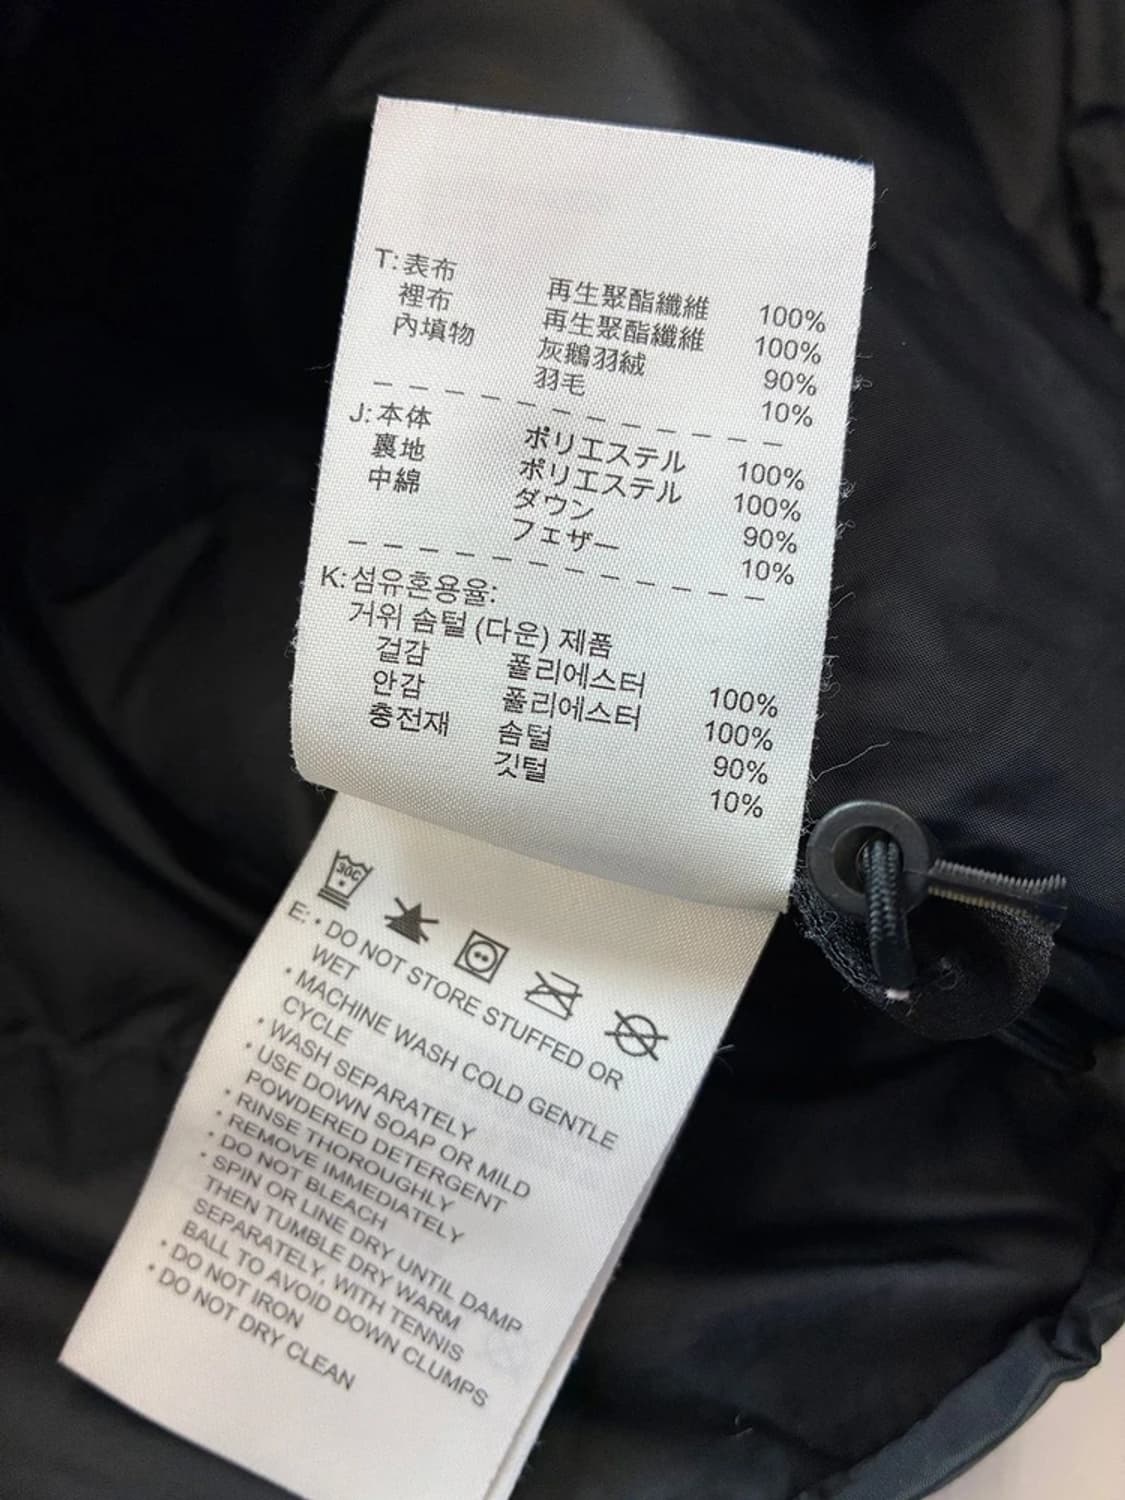 T: 表布 再生聚酯纖維 100%
裡布 再生聚酯纖維 100%
內填物 灰鵝羽絨 90%
羽毛 10%
J: 本体 ポリエステル 100%
裏地 ポリエステル 100%
中綿 ダウン 90%
フェザー 10%
K: 섬유혼용율:
거위 솜털 (다운) 제품
겉감 폴리에스터 100%
안감 폴리에스터 100%
충전재 솜털 90%
깃털 10%
30C
E: • DO NOT STORE STUFFED OR
WET
• MACHINE WASH COLD GENTLE
CYCLE
• WASH SEPARATELY
• USE DOWN SOAP OR MILD
POWDERED DETERGENT
• RINSE THOROUGHLY
• REMOVE IMMEDIATELY
• DO NOT BLEACH
• SPIN OR LINE DRY UNTIL DAMP
THEN TUMBLE DRY WARM
SEPARATELY, WITH TENNIS
BALL TO AVOID DOWN CLUMPS
• DO NOT IRON
• DO NOT DRY CLEAN